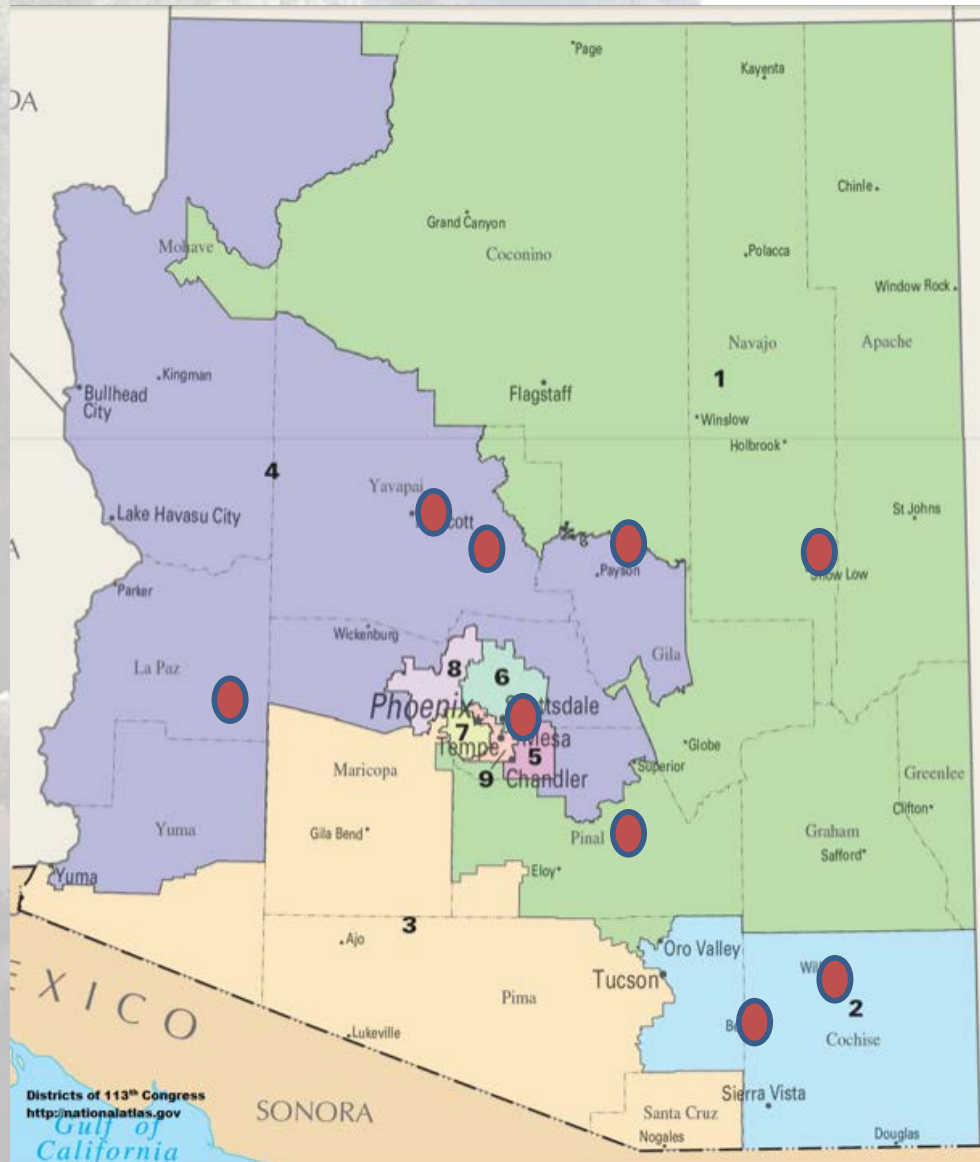 Page
Kayenta
DA
Chinle
Grand Canyon
Mohave
Coconino
Polacca
Window Rock
Navajo
Apache
1
Kingman
Bullhead
City
Flagstaff
Winslow
Holbrook
4
Yavapai
Lake Havasu City
St Johns
A
Payson
Parker
Wickenburg
La Paz
8
6
Gila
Phoenix
7
Tempe
Mesa
5
Globe
Superior
Maricopa
9
Chandler
Greenlee
Clifton
Yuma
Gila Bend
Pinal
Graham
Safford
Eloy
Yuma
3
Ajo
Oro Valley
Tucson
EXICO
Pima
2
Lukeville
Cochise
Districts of 113th Congress
http://nationalatlas.gov
Sierra Vista
SONORA
Santa Cruz
Gulf of
California
Nogales
Douglas